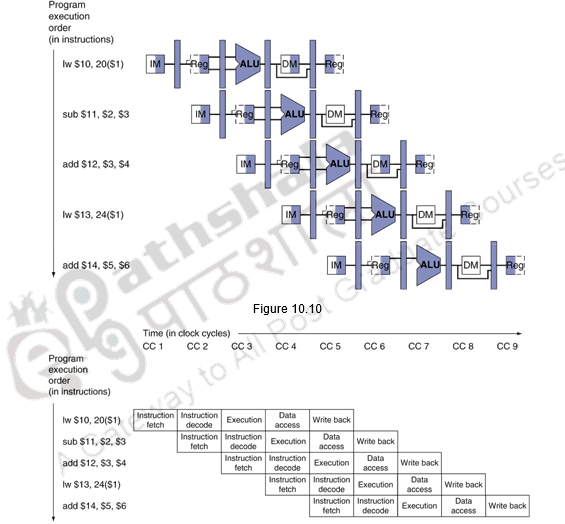 Program
execution
order
(in instructions)
lw $10, 20($1) IM Reg ALU DM Reg
sub $11, $2, $3 IM Reg ALU DM Reg
add $12, $3, $4 IM Reg ALU DM Reg
lw $13, 24($1) IM Reg ALU DM Reg
add $14, $5, $6 IM Reg ALU DM Reg
Figure 10.10
Time (in clock cycles)
CC 1 CC 2 CC 3 CC 4 CC 5 CC 6 CC 7 CC 8 CC 9
Program
execution
order
(in instructions)
lw $10, 20($1) Instruction fetch Instruction decode Execution Data access Write back
sub $11, $2, $3 Instruction fetch Instruction decode Execution Data access Write back
add $12, $3, $4 Instruction fetch Instruction decode Execution Data access Write back
lw $13, 24($1) Instruction fetch Instruction decode Execution Data access Write back
add $14, $5, $6 Instruction fetch Instruction decode Execution Data access Write back
Pathshala
पाठशाला
A Gateway to All Post Graduate Courses